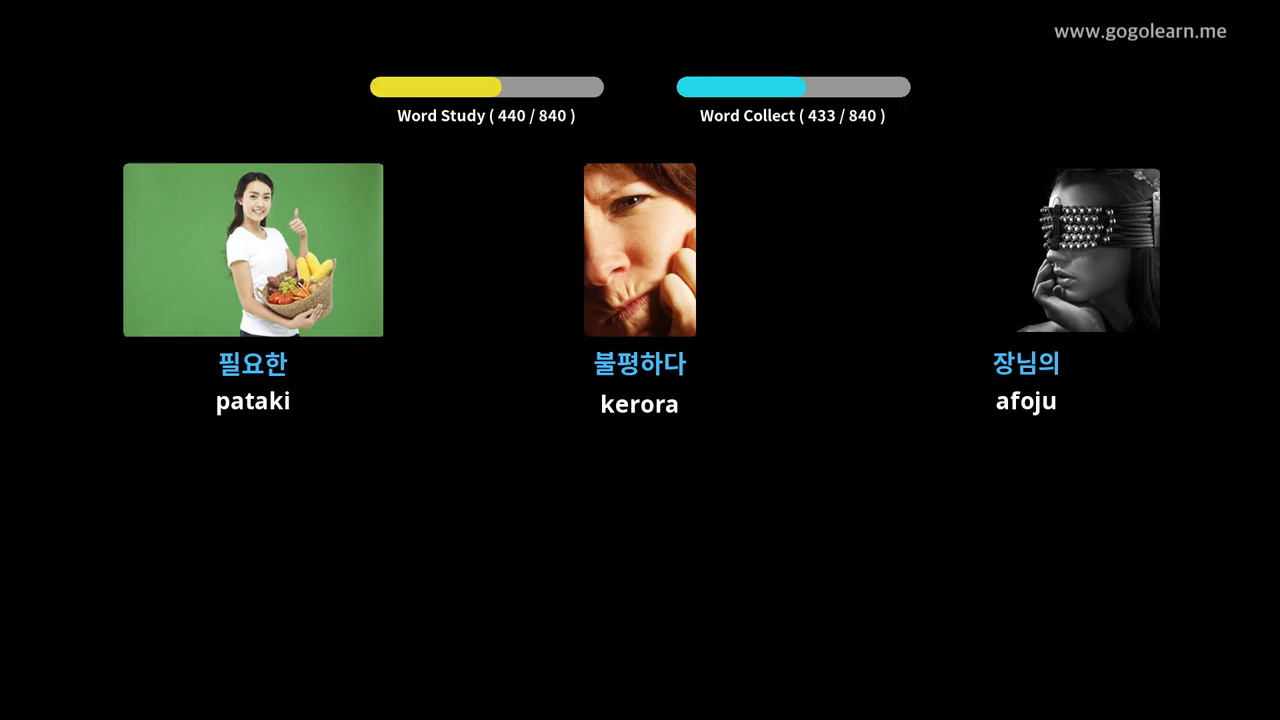 www.gogolearn.me
Word Study ( 440 / 840 )
Word Collect ( 433 / 840 )
필요한
pataki
불평하다
kerora
장님의
afoju